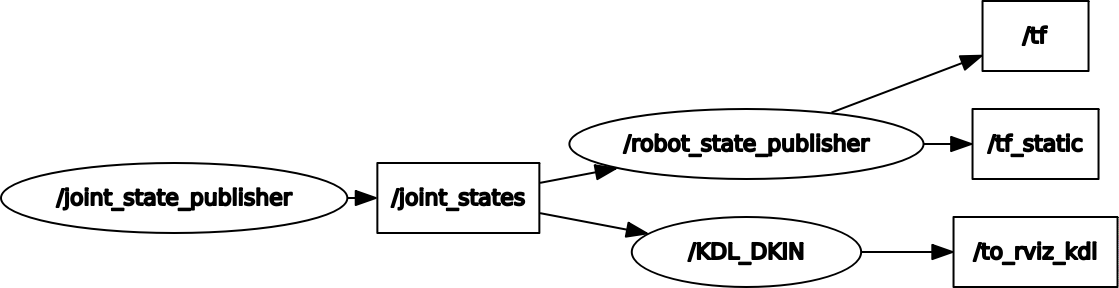 /tf
/robot_state_publisher
/tf_static
/joint_state_publisher
/joint_states
/KDL_DKIN
/to_rviz_kdl